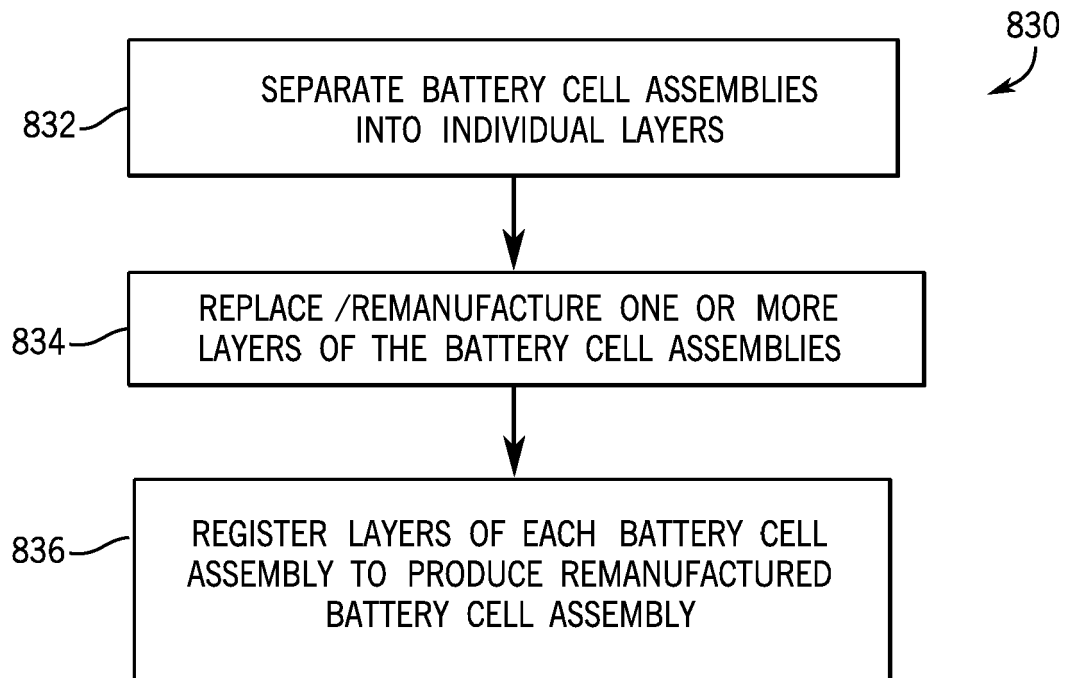 830
832
SEPARATE BATTERY CELL ASSEMBLIES
INTO INDIVIDUAL LAYERS
834
REPLACE /REMANUFACTURE ONE OR MORE
LAYERS OF THE BATTERY CELL ASSEMBLIES
836
REGISTER LAYERS OF EACH BATTERY CELL
ASSEMBLY TO PRODUCE REMANUFACTURED
BATTERY CELL ASSEMBLY